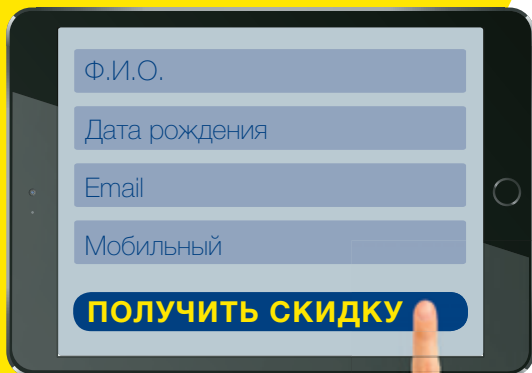 Ф.И.О.
Дата рождения
Email
Мобильный
ПОЛУЧИТЬ СКИДКУ